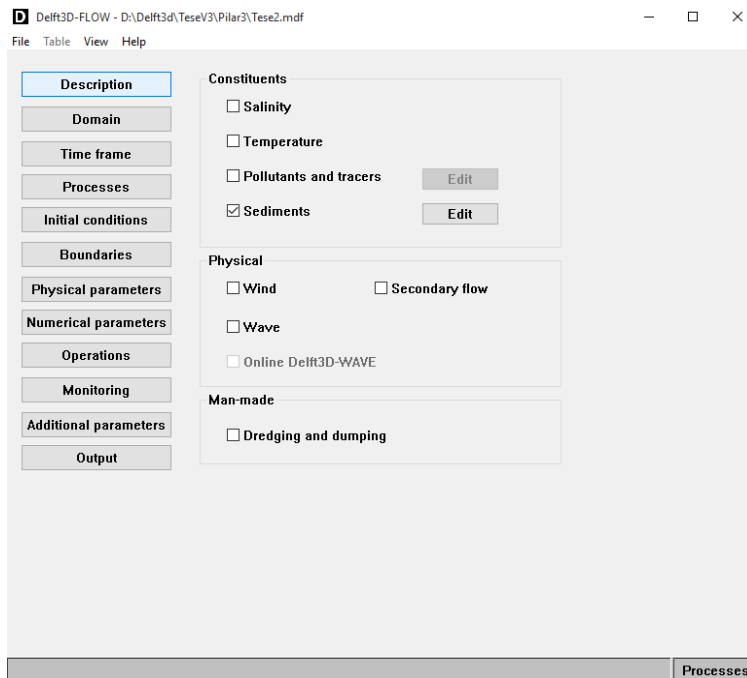 D Delft3D-FLOW - D:\Delft3d\TeseV3\Pilar3\Tese2.mdf
File Table View Help
Description
Domain
Time frame
Processes
Initial conditions
Boundaries
Physical parameters
Numerical parameters
Operations
Monitoring
Additional parameters
Output
Constituents
Salinity
Temperature
Pollutants and tracers Edit
Sediments Edit
Physical
Wind Secondary flow
Wave
Online Delft3D-WAVE
Man-made
Dredging and dumping
Processes